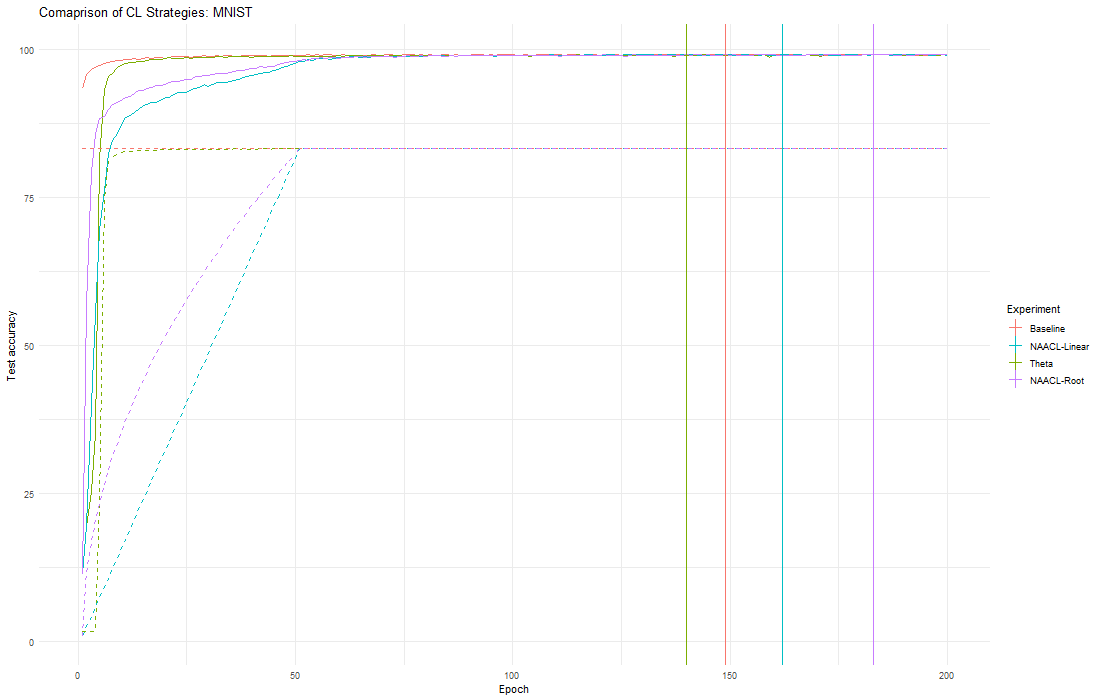 Comaprison of CL Strategies: MNIST
100
75
50
25
0
Test accuracy
0
50
100
150
200
Epoch
Experiment
Baseline
NAACL-Linear
Theta
NAACL-Root